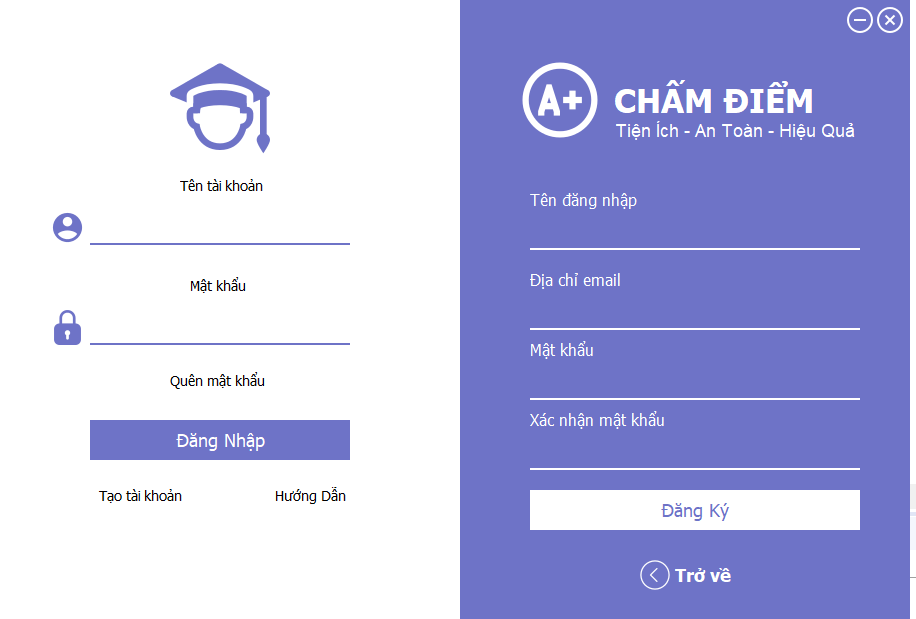 Tên tài khoản
Mật khẩu
Quên mật khẩu
Đăng Nhập
Tạo tài khoản
Hướng Dẫn
A+
CHẤM ĐIỂM
Tiện Ích - An Toàn - Hiệu Quả
Tên đăng nhập
Địa chỉ email
Mật khẩu
Xác nhận mật khẩu
Đăng Ký
Trở về